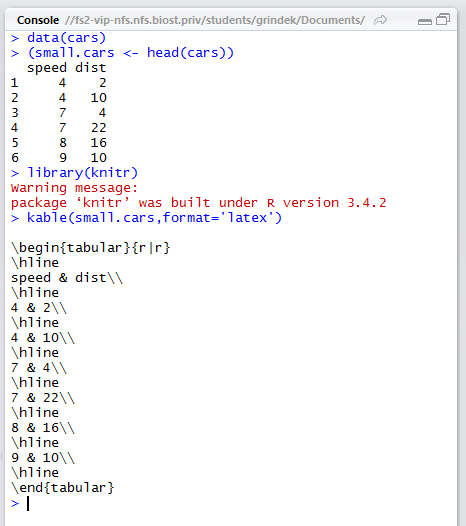 Console //fs2-vip-nfs.nfs.biost.priv/students/grindek/Documents/
> data(cars)
> (small.cars <- head(cars))
  speed dist
1     4    2
2     4   10
3     7    4
4     7   22
5     8   16
6     9   10
> library(knitr)
Warning message:
package ‘knitr’ was built under R version 3.4.2
> kable(small.cars,format='latex')

\begin{tabular}{r|r}
\hline
speed & dist\\
\hline
4 & 2\\
\hline
4 & 10\\
\hline
7 & 4\\
\hline
7 & 22\\
\hline
8 & 16\\
\hline
9 & 10\\
\hline
\end{tabular}
>